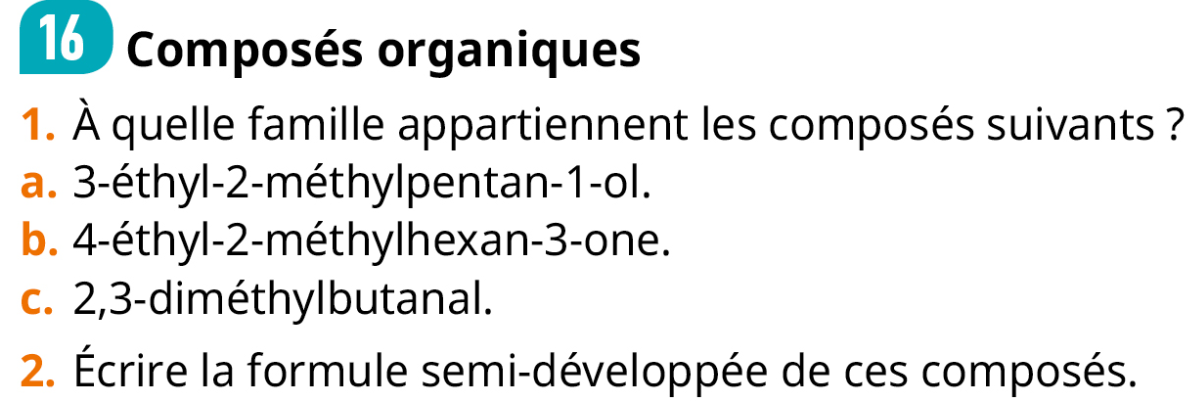 16 Composés organiques
1. À quelle famille appartiennent les composés suivants ?
a. 3-éthyl-2-méthylpentan-1-ol.
b. 4-éthyl-2-méthylhexan-3-one.
c. 2,3-diméthylbutanal.
2. Écrire la formule semi-développée de ces composés.